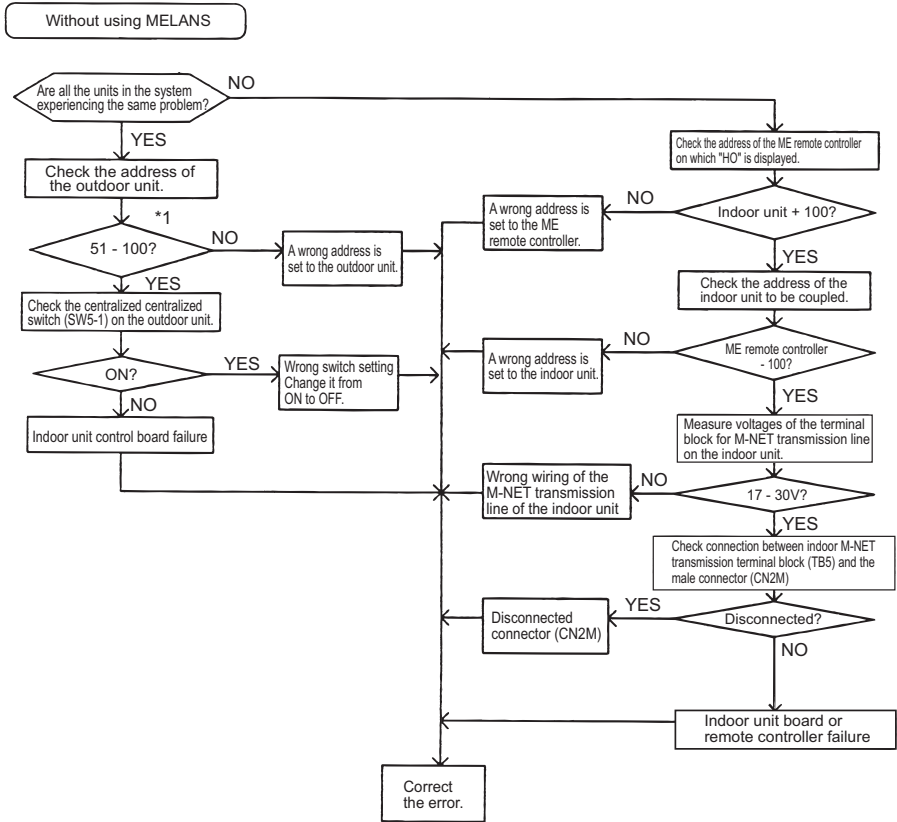 Without using MELANS
Are all the units in the system
experiencing the same problem?
NO
YES
Check the address of
the outdoor unit.
*1
51 - 100?
NO
A wrong address is
set to the outdoor unit.
YES
Check the centralized centralized
switch (SW5-1) on the outdoor unit.
ON?
YES
Wrong switch setting
Change it from
ON to OFF.
NO
Indoor unit control board failure
Check the address of the ME remote controller
on which "HO" is displayed.
Indoor unit + 100?
NO
A wrong address is
set to the ME
remote controller.
YES
Check the address of the
indoor unit to be coupled.
ME remote controller
- 100?
NO
A wrong address is
set to the indoor unit.
YES
Measure voltages of the terminal
block for M-NET transmission line
on the indoor unit.
17 - 30V?
NO
Wrong wiring of the
M-NET transmission
line of the indoor unit
YES
Check connection between indoor M-NET
transmission terminal block (TB5) and the
male connector (CN2M)
Disconnected?
YES
Disconnected
connector (CN2M)
NO
Indoor unit board or
remote controller failure
Correct
the error.